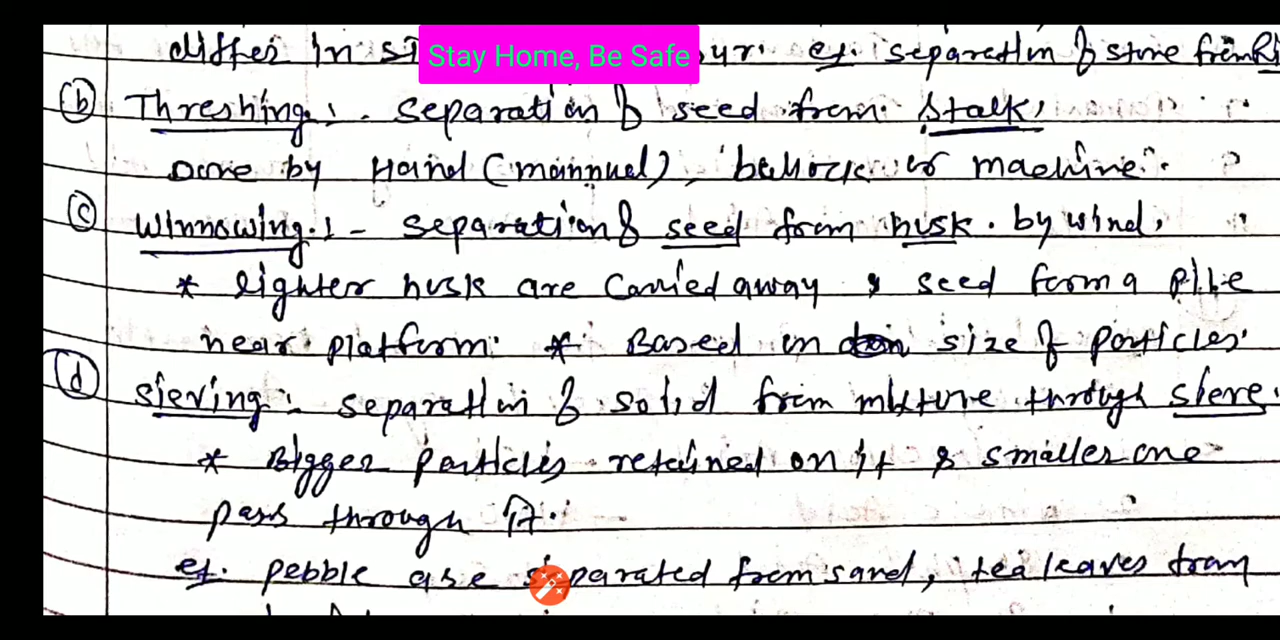 differ in si Stay Home, Be Safe our. eg. separation of stone from Ri
(b) Threshing : . separation of seed from stalk,
Done by Hand (mannuel), bullock or machine.
(c) Winnowing : - separation of seed from husk . by wind,
* lighter husk are carried away & seed form a pile
near platform. * Based on size of particles.
(d) Sieving : separation of solid from mixture through sieve.
* Bigger particles retained on it & smaller one
pass through it.
eg. pebble are separated from sand, tea leaves from